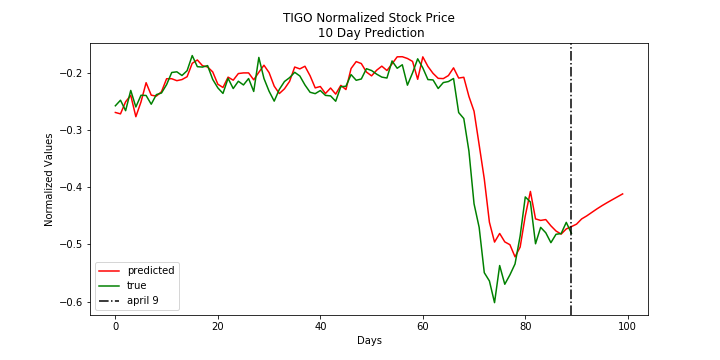 TIGO Normalized Stock Price
10 Day Prediction
Normalized Values
−0.2
−0.3
−0.4
−0.5
−0.6
predicted
true
april 9
0
20
40
60
80
100
Days